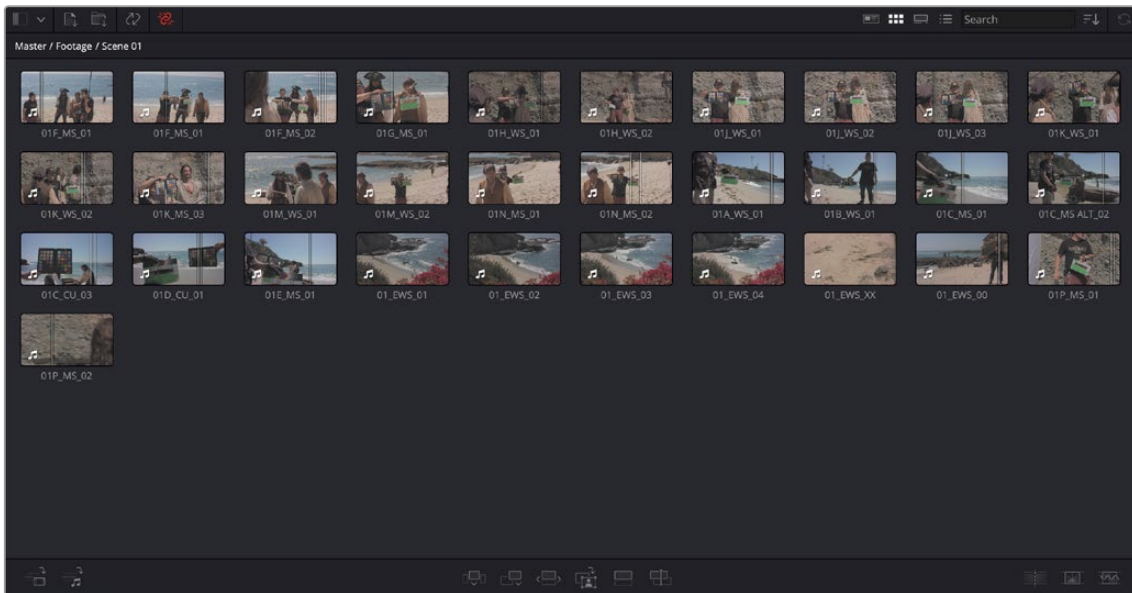 Search
Master / Footage / Scene 01
01F_MS_01 01F_MS_01 01F_MS_02 01G_MS_01 01H_WS_01 01H_WS_02 01J_WS_01 01J_WS_02 01J_WS_03 01K_WS_01
01K_WS_02 01K_MS_03 01M_WS_01 01M_WS_02 01N_MS_01 01N_MS_02 01A_WS_01 01B_WS_01 01C_MS_01 01C_MS ALT_02
01C_CU_03 01D_CU_01 01E_MS_01 01_EWS_01 01_EWS_02 01_EWS_03 01_EWS_04 01_EWS_XX 01_EWS_00 01P_MS_01
01P_MS_02